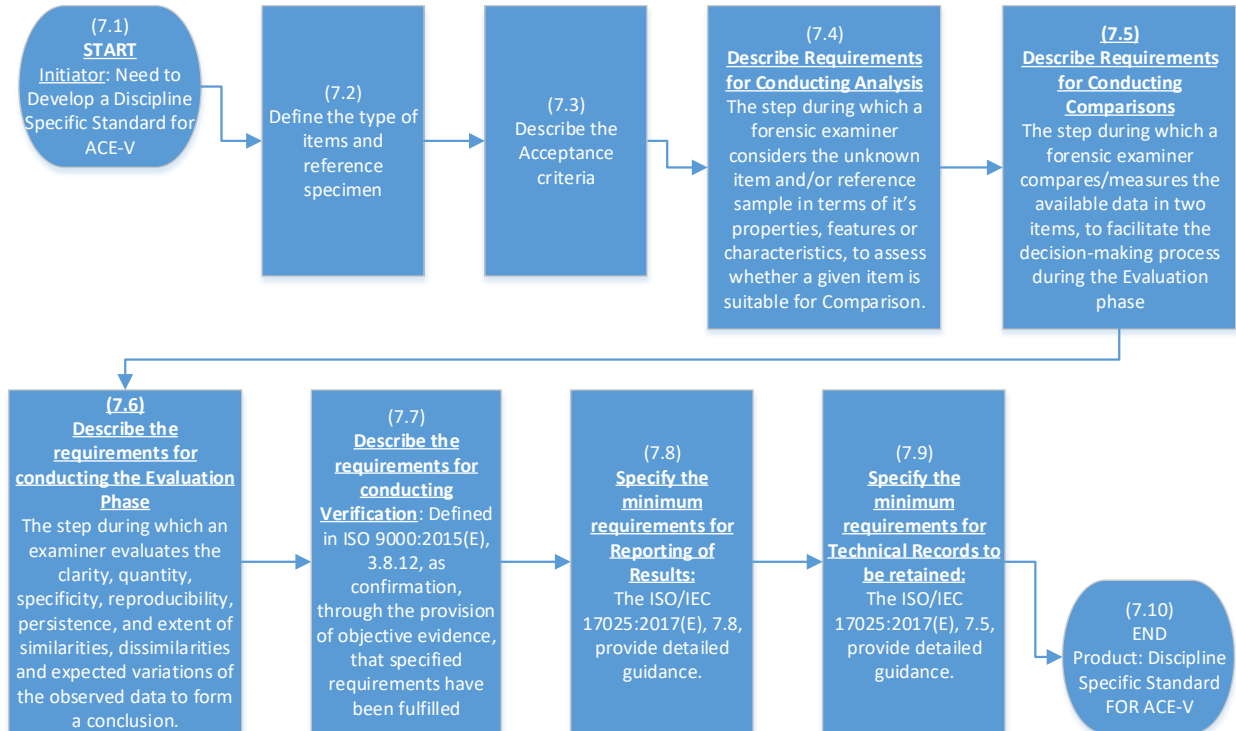 (7.1)
START
Initiator: Need to
Develop a Discipline
Specific Standard for
ACE-V
(7.2)
Define the type of
items and
reference
specimen
(7.3)
Describe the
Acceptance
criteria
(7.4)
Describe Requirements
for Conducting Analysis
The step during which a
forensic examiner
considers the unknown
item and/or reference
sample in terms of it’s
properties, features or
characteristics, to assess
whether a given item is
suitable for Comparison.
(7.5)
Describe Requirements
for Conducting
Comparisons
The step during which a
forensic examiner
compares/measures the
available data in two
items, to facilitate the
decision-making process
during the Evaluation
phase
(7.6)
Describe the
requirements for
conducting the Evaluation
Phase
The step during which an
examiner evaluates the
clarity, quantity,
specificity, reproducibility,
persistence, and extent of
similarities, dissimilarities
and expected variations of
the observed data to form
a conclusion.
(7.7)
Describe the
requirements for
conducting
Verification: Defined
in ISO 9000:2015(E),
3.8.12, as
confirmation,
through the provision
of objective evidence,
that specified
requirements have
been fulfilled
(7.8)
Specify the
minimum
requirements for
Reporting of
Results:
The ISO/IEC
17025:2017(E), 7.8,
provide detailed
guidance.
(7.9)
Specify the
minimum
requirements for
Technical Records to
be retained:
The ISO/IEC
17025:2017(E), 7.5,
provide detailed
guidance.
(7.10)
END
Product: Discipline
Specific Standard
FOR ACE-V